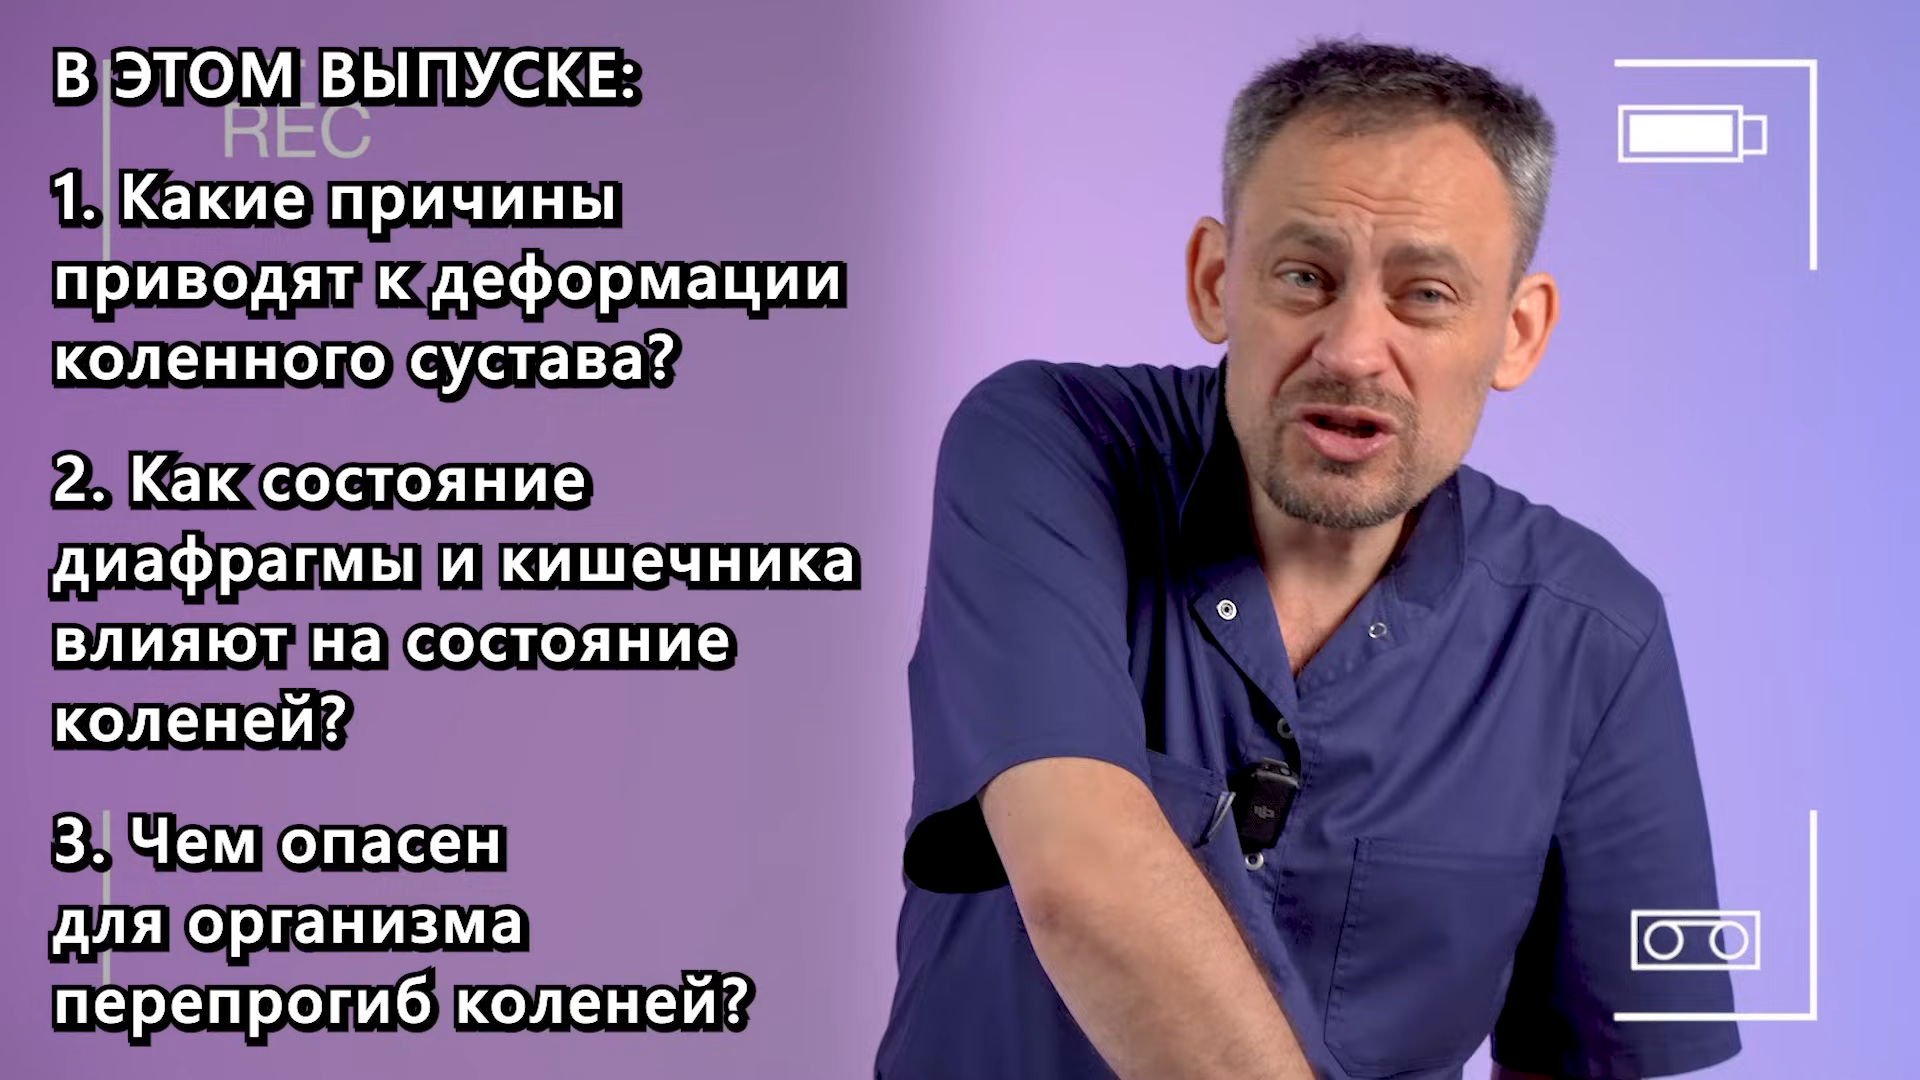 В ЭТОМ ВЫПУСКЕ:
REC
1. Какие причины
приводят к деформации
коленного сустава?
2. Как состояние
диафрагмы и кишечника
влияют на состояние
коленей?
3. Чем опасен
для организма
перепрогиб коленей?
dji